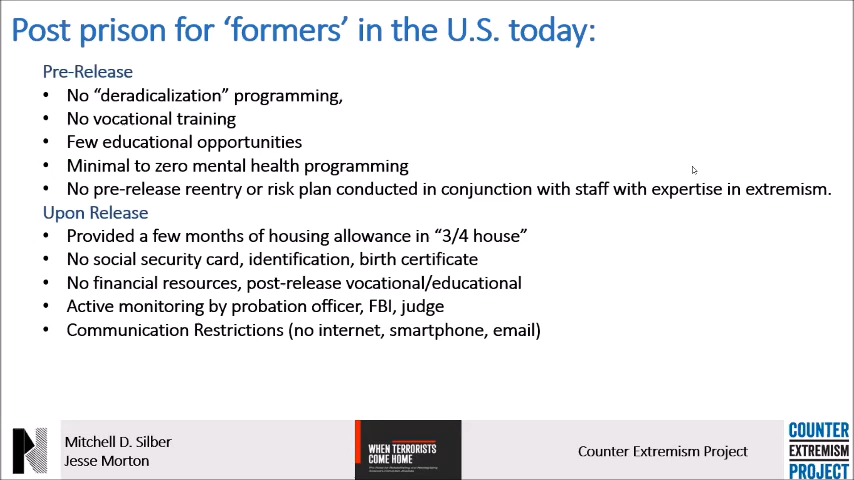 Post prison for ‘formers’ in the U.S. today:
Pre-Release
• No “deradicalization” programming,
• No vocational training
• Few educational opportunities
• Minimal to zero mental health programming
• No pre-release reentry or risk plan conducted in conjunction with staff with expertise in extremism.
Upon Release
• Provided a few months of housing allowance in “3/4 house”
• No social security card, identification, birth certificate
• No financial resources, post-release vocational/educational
• Active monitoring by probation officer, FBI, judge
• Communication Restrictions (no internet, smartphone, email)
Mitchell D. Silber
Jesse Morton
WHEN TERRORISTS
COME HOME
Counter Extremism Project
COUNTER
EXTREMISM
PROJECT